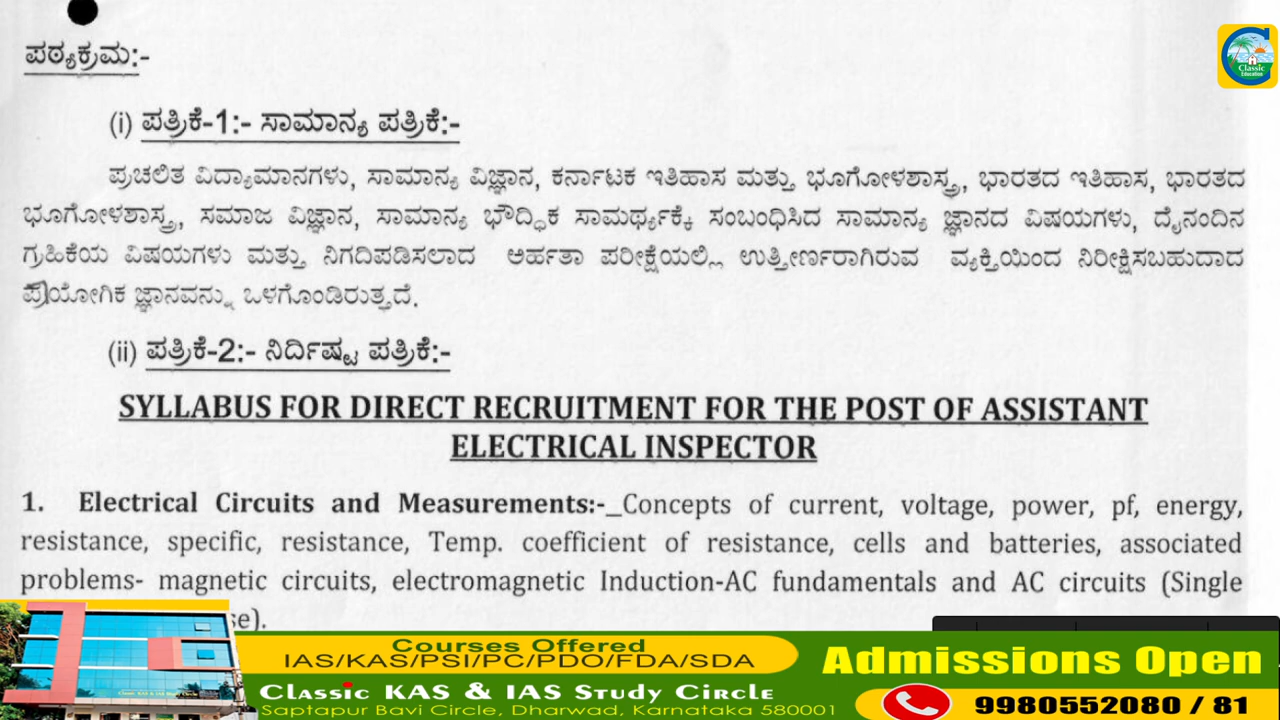 ಪಠ್ಯಕ್ರಮ:-
(i) ಪತ್ರಿಕೆ-1:- ಸಾಮಾನ್ಯ ಪತ್ರಿಕೆ:-
ಪ್ರಚಲಿತ ವಿದ್ಯಾಮಾನಗಳು, ಸಾಮಾನ್ಯ ವಿಜ್ಞಾನ, ಕರ್ನಾಟಕ ಇತಿಹಾಸ ಮತ್ತು ಭೂಗೋಳಶಾಸ್ತ್ರ, ಭಾರತದ ಇತಿಹಾಸ, ಭಾರತದ
ಭೂಗೋಳಶಾಸ್ತ್ರ, ಸಮಾಜ ವಿಜ್ಞಾನ, ಸಾಮಾನ್ಯ ಭೌದ್ಧಿಕ ಸಾಮರ್ಥ್ಯಕ್ಕೆ ಸಂಬಂಧಿಸಿದ ಸಾಮಾನ್ಯ ಜ್ಞಾನದ ವಿಷಯಗಳು, ದೈನಂದಿನ
ಗ್ರಹಿಕೆಯ ವಿಷಯಗಳು ಮತ್ತು ನಿಗದಿಪಡಿಸಲಾದ ಅರ್ಹತಾ ಪರೀಕ್ಷೆಯಲ್ಲಿ ಉತ್ತೀರ್ಣರಾಗಿರುವ ವ್ಯಕ್ತಿಯಿಂದ ನಿರೀಕ್ಷಿಸಬಹುದಾದ
ಪ್ರಾಯೋಗಿಕ ಜ್ಞಾನವನ್ನು ಒಳಗೊಂಡಿರುತ್ತದೆ.
(ii) ಪತ್ರಿಕೆ-2:- ನಿರ್ದಿಷ್ಟ ಪತ್ರಿಕೆ:-
SYLLABUS FOR DIRECT RECRUITMENT FOR THE POST OF ASSISTANT
ELECTRICAL INSPECTOR
1. Electrical Circuits and Measurements:-_Concepts of current, voltage, power, pf, energy,
resistance, specific, resistance, Temp. coefficient of resistance, cells and batteries, associated
problems- magnetic circuits, electromagnetic Induction-AC fundamentals and AC circuits (Single
se).
Classic
Education
Courses Offered
IAS/KAS/PSI/PC/PDO/FDA/SDA
Classic KAS & IAS Study Circle
Saptapur Bavi Circle, Dharwad, Karnataka 580001
Admissions Open
9980552080 / 81